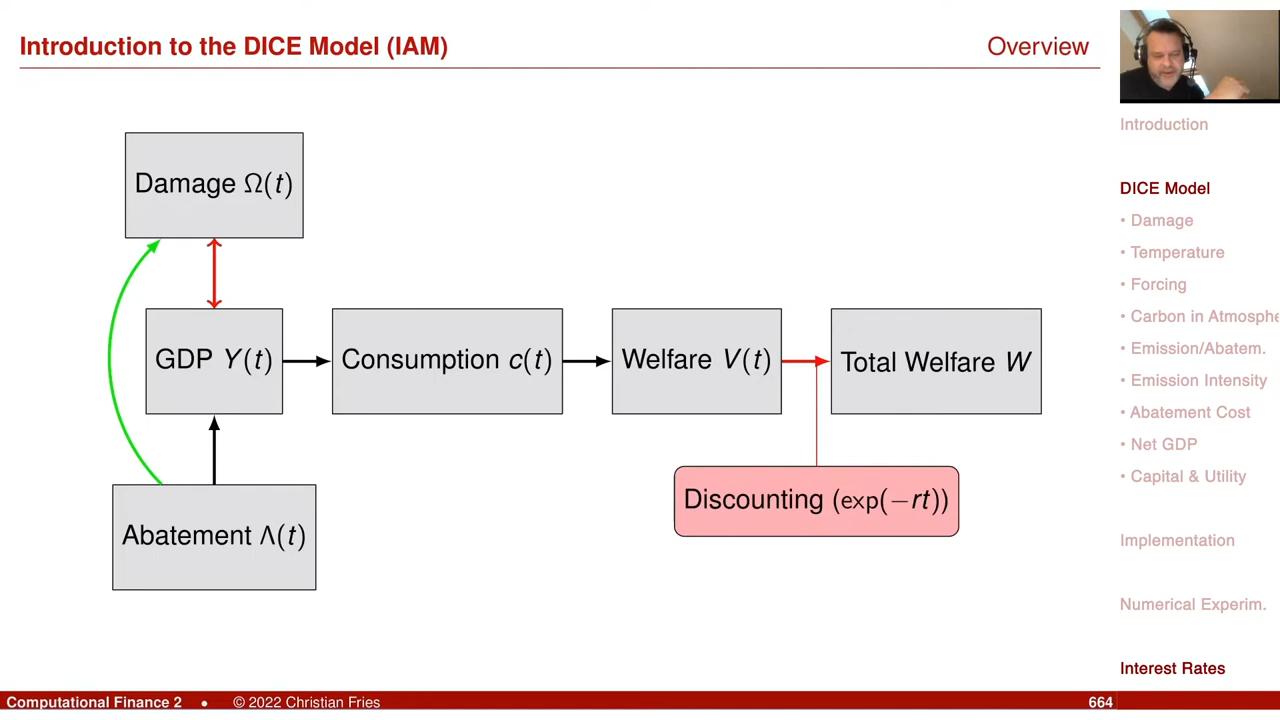 Introduction to the DICE Model (IAM)
Overview
Damage Ω(t)
GDP Y(t)
Consumption c(t)
Welfare V(t)
Total Welfare W
Discounting (exp(−rt))
Abatement Λ(t)
Introduction
DICE Model
• Damage
• Temperature
• Forcing
• Carbon in Atmosphe
• Emission/Abatem.
• Emission Intensity
• Abatement Cost
• Net GDP
• Capital & Utility
Implementation
Numerical Experim.
Interest Rates
Computational Finance 2 • © 2022 Christian Fries
664